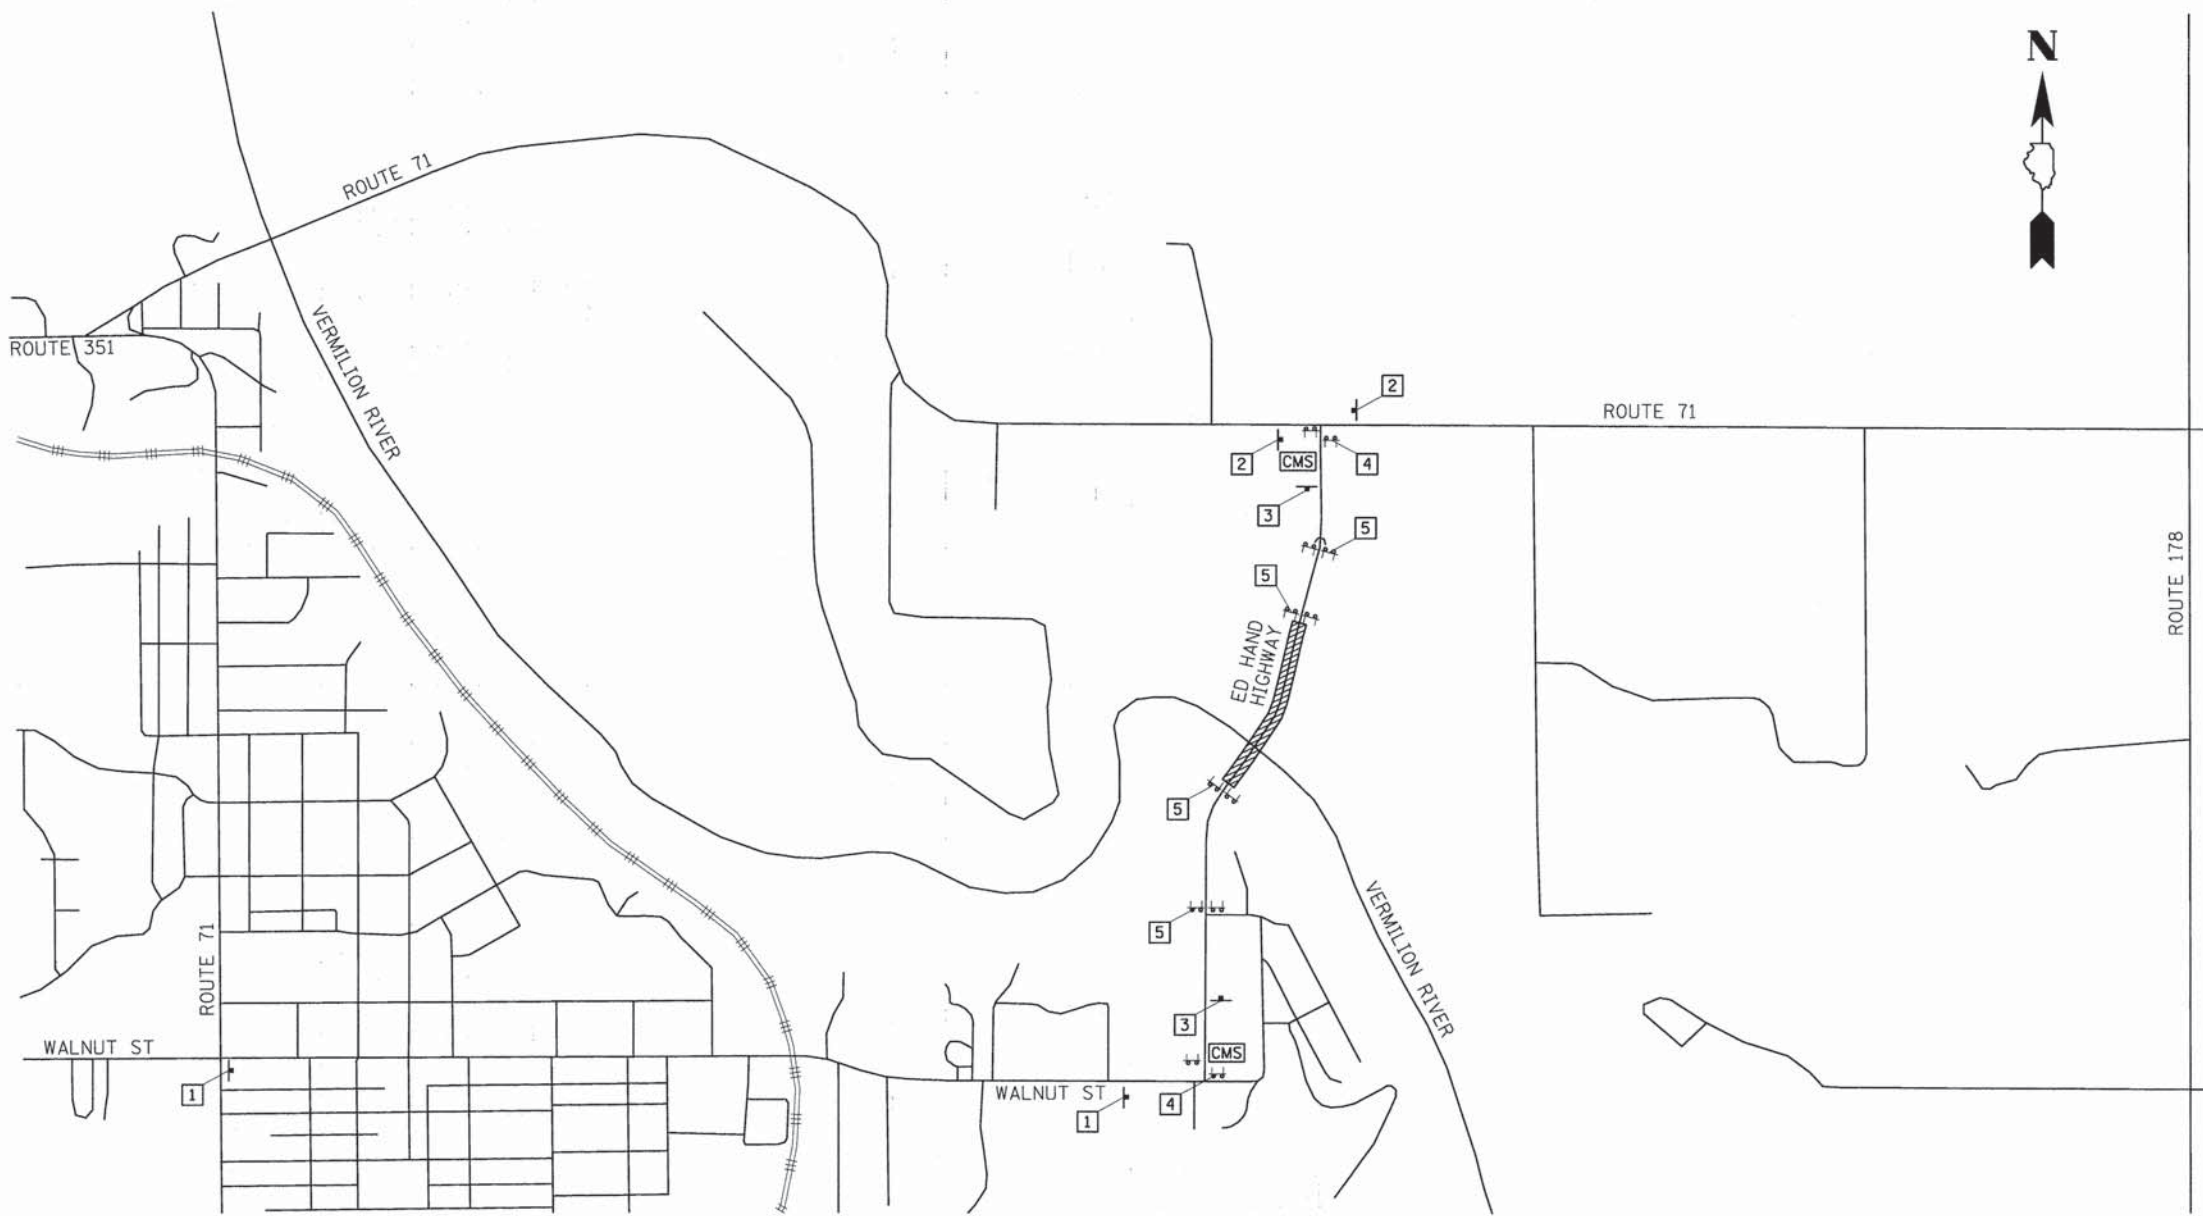 N
ROUTE 71
VERMILION RIVER
ROUTE 351
2
ROUTE 71
2
CMS
4
3
5
ROUTE 178
5
ED HAND
HIGHWAY
5
VERMILION RIVER
5
ROUTE 71
3
WALNUT ST
CMS
1
WALNUT ST
4
1